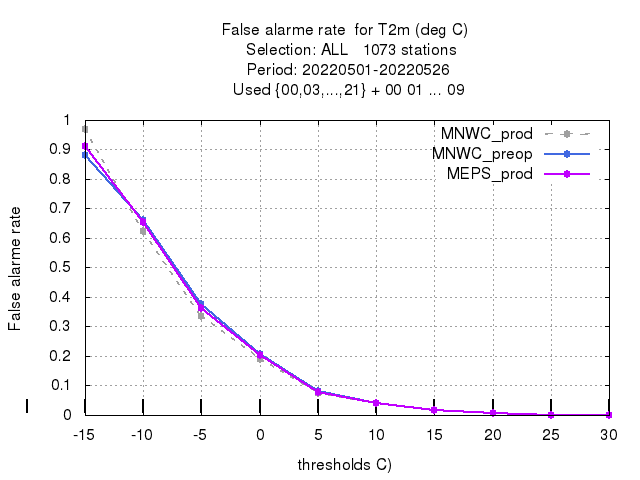 False alarme rate  for T2m (deg C)
Selection: ALL   1073 stations
Period: 20220501-20220526
Used {00,03,...,21} + 00 01 ... 09
MNWC_prod
MNWC_preop
MEPS_prod
False alarme rate
1
0.9
0.8
0.7
0.6
0.5
0.4
0.3
0.2
0.1
0
-15 -10 -5 0 5 10 15 20 25 30
thresholds C)